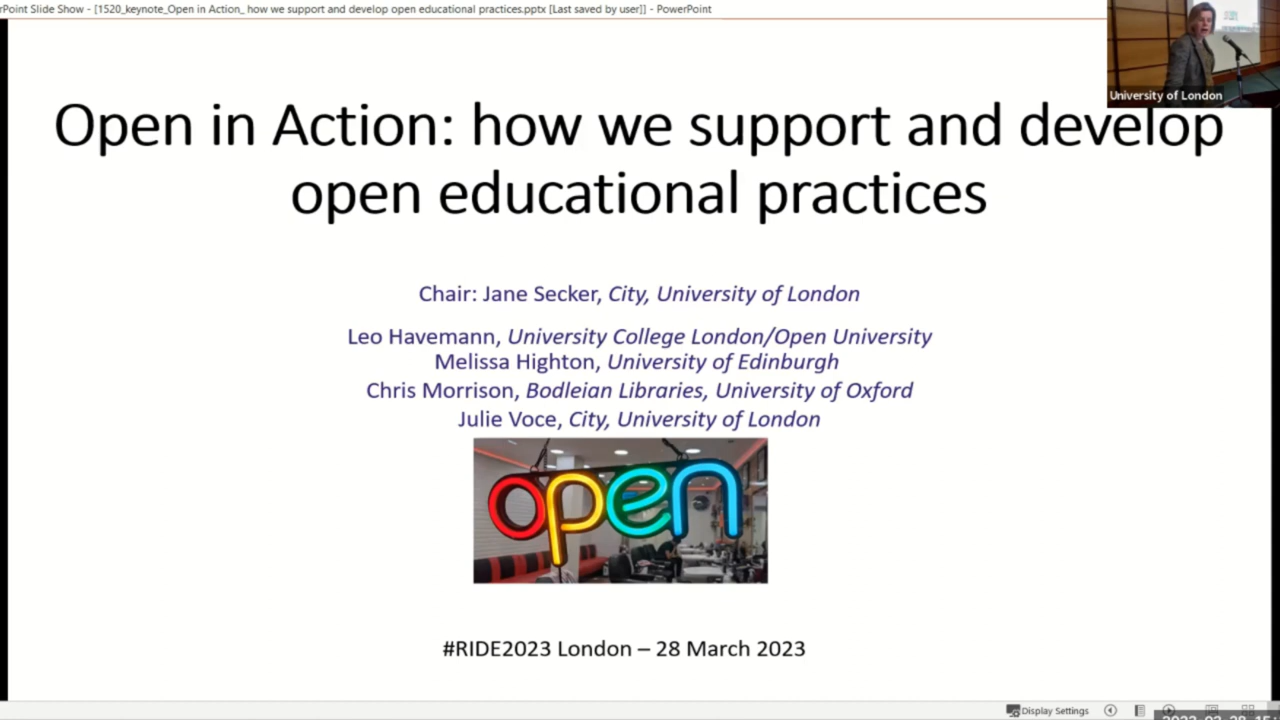 rPoint Slide Show - [1520_keynote_Open in Action_ how we support and develop open educational practices.pptx [Last saved by user]] - PowerPoint
University of London
Open in Action: how we support and develop
open educational practices
Chair: Jane Secker, City, University of London
Leo Havemann, University College London/Open University
Melissa Highton, University of Edinburgh
Chris Morrison, Bodleian Libraries, University of Oxford
Julie Voce, City, University of London
open
#RIDE2023 London – 28 March 2023
Display Settings